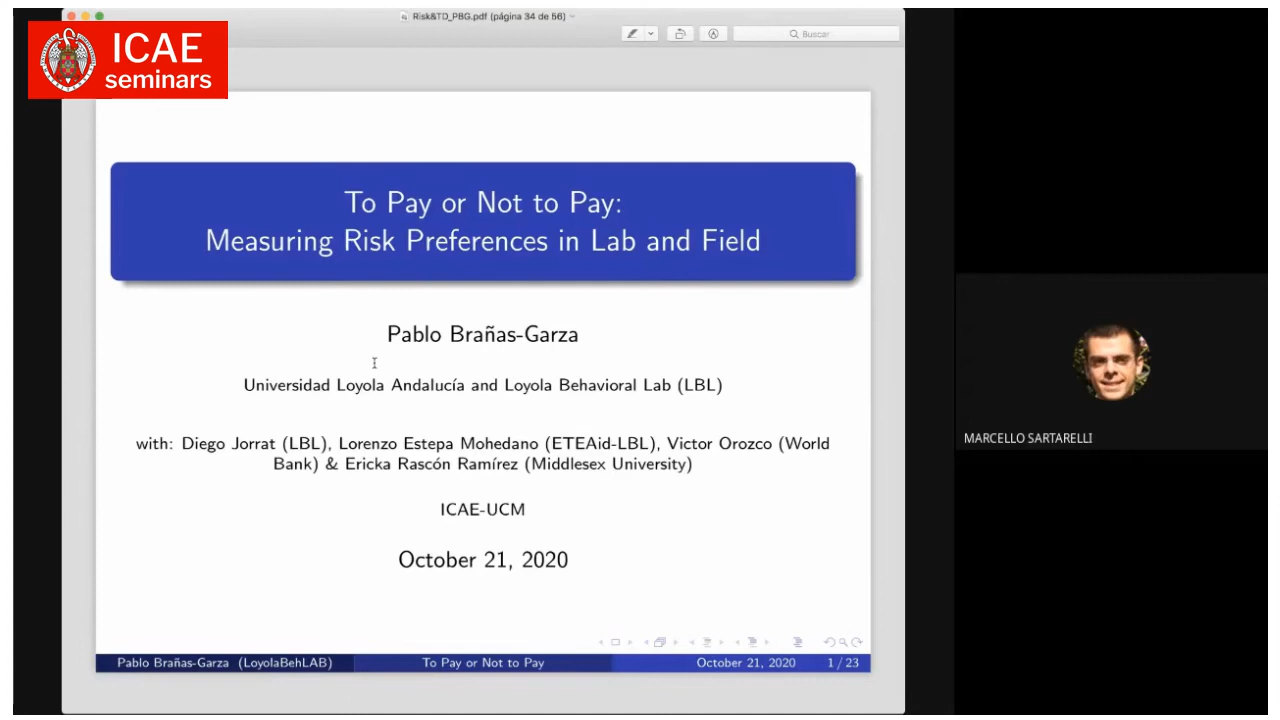 Risk&TD_PBG.pdf (página 34 de 56)
ICAE
seminars
Buscar
To Pay or Not to Pay:
Measuring Risk Preferences in Lab and Field
Pablo Brañas-Garza
Universidad Loyola Andalucía and Loyola Behavioral Lab (LBL)
with: Diego Jorrat (LBL), Lorenzo Estepa Mohedano (ETEAid-LBL), Victor Orozco (World
Bank) & Ericka Rascón Ramírez (Middlesex University)
MARCELLO SARTARELLI
ICAE-UCM
October 21, 2020
Pablo Brañas-Garza (LoyolaBehLAB) To Pay or Not to Pay October 21, 2020 1 / 23